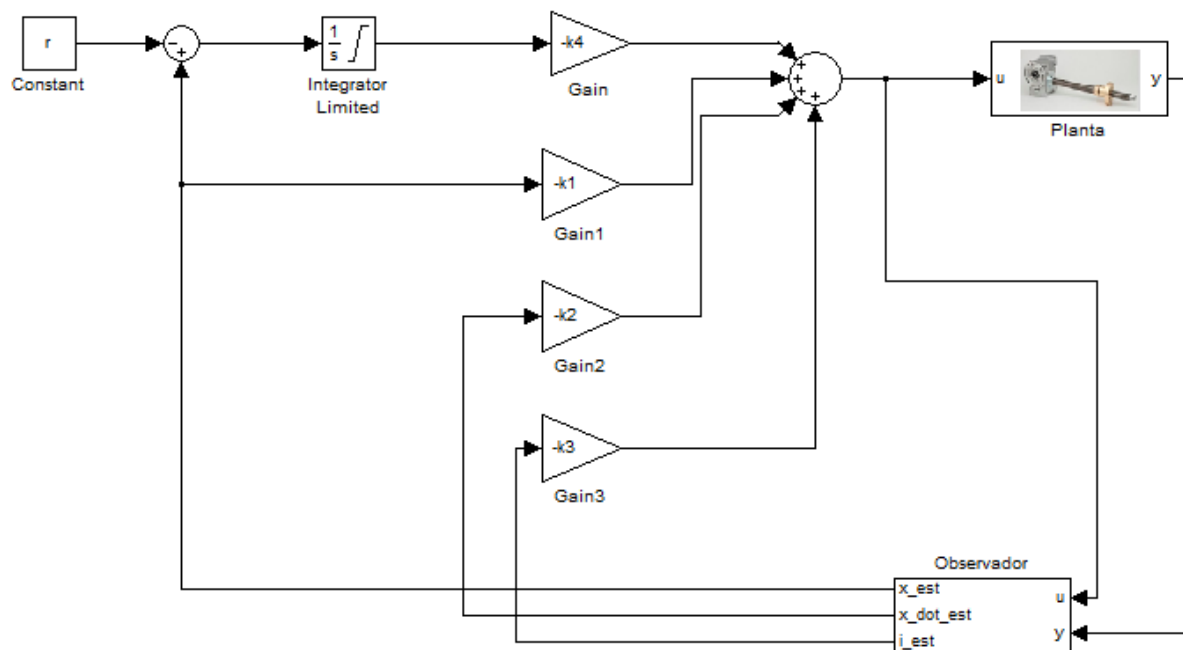 r
Constant
-
+
1
s
Integrator
Limited
-k4
Gain
+
+
+
+
u
y
Planta
-k1
Gain1
-k2
Gain2
-k3
Gain3
Observador
x_est
x_dot_est
i_est
u
y